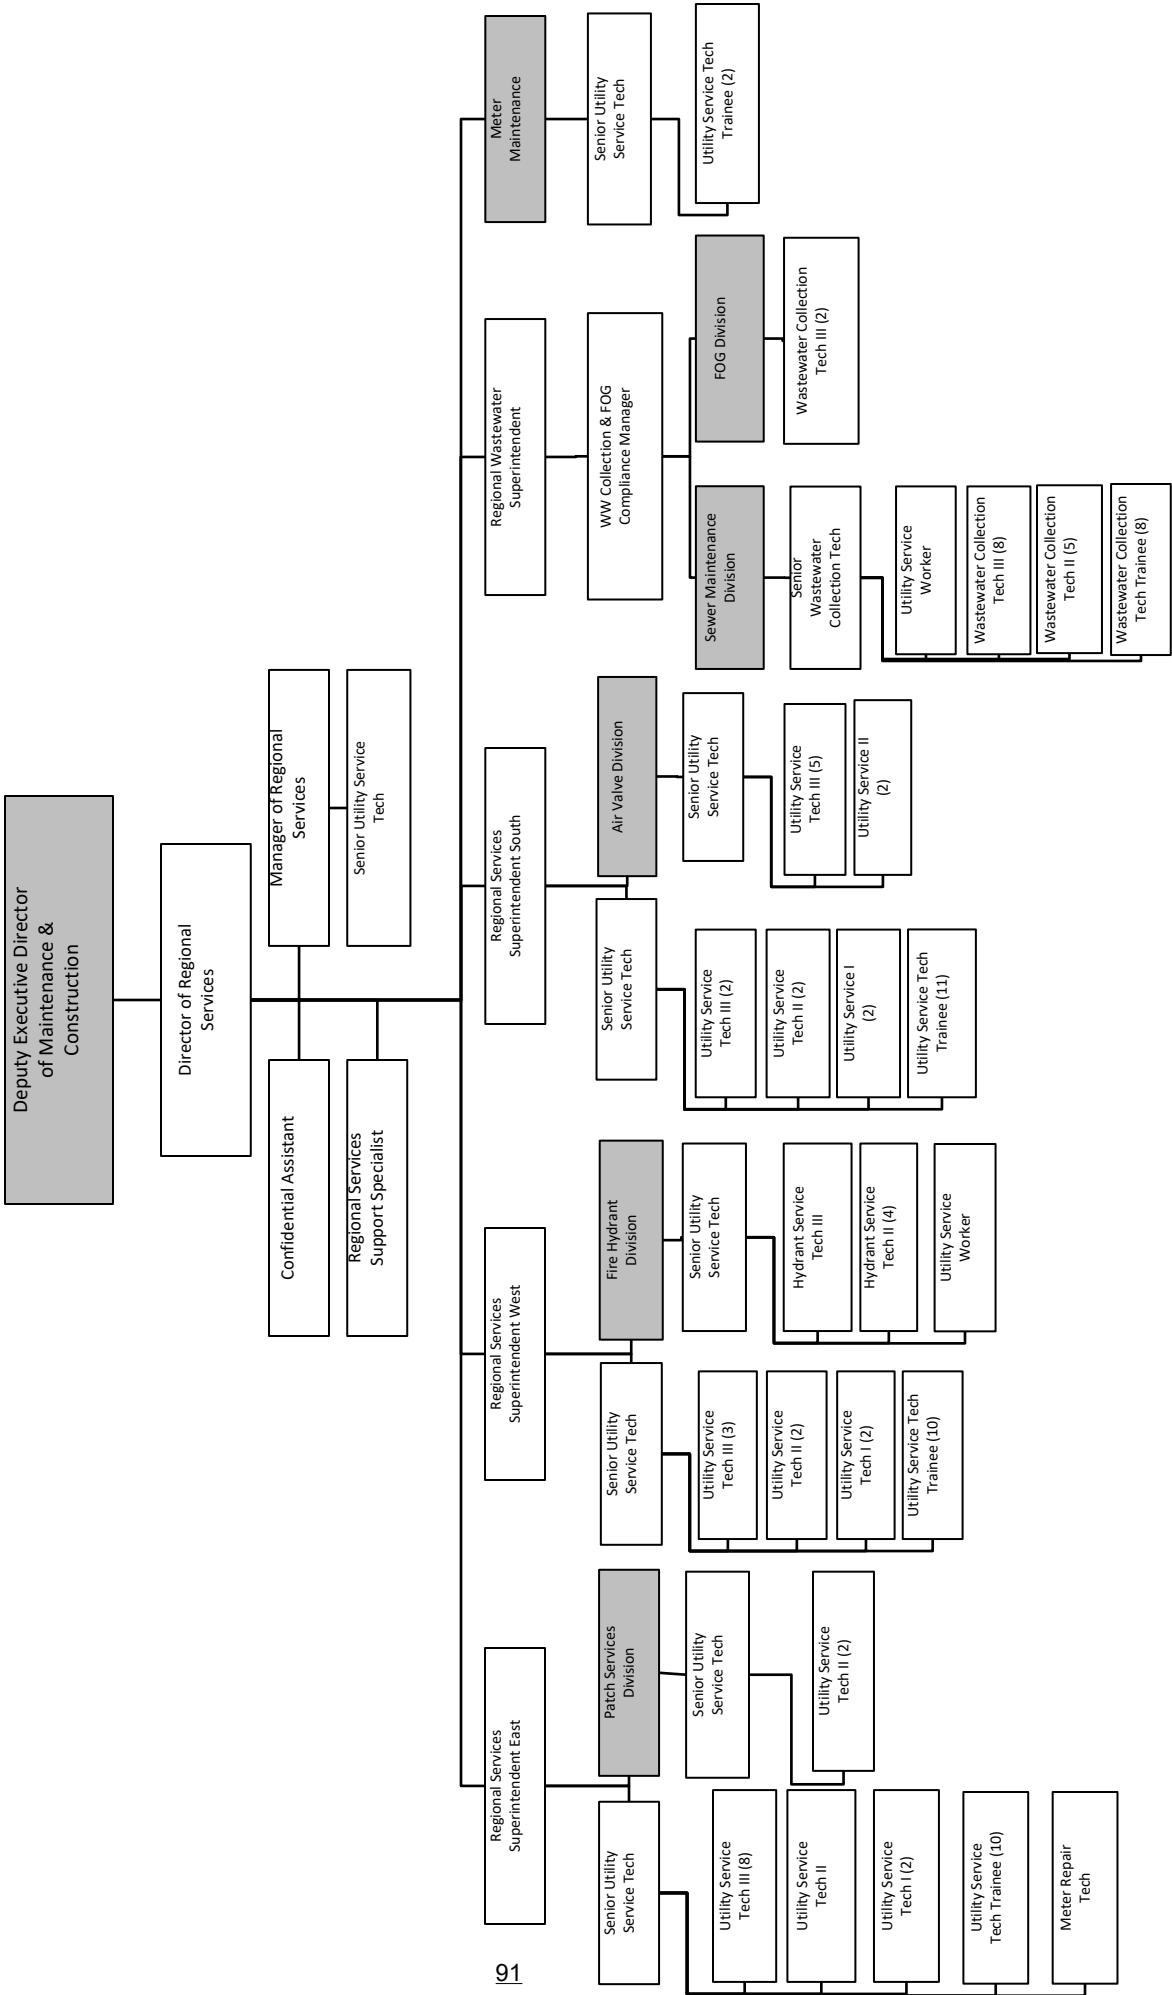 Deputy Executive Director
of Maintenance &
Construction
Director of Regional
Services
Confidential Assistant
Manager of Regional
Services
Regional Services
Support Specialist
Senior Utility Service
Tech
Regional Services
Superintendent East
Regional Services
Superintendent West
Regional Services
Superintendent South
Regional Wastewater
Superintendent
Meter
Maintenance
Senior Utility
Service Tech
Patch Services
Division
Senior Utility
Service Tech
Fire Hydrant
Division
Senior Utility
Service Tech
Air Valve Division
WW Collection & FOG
Compliance Manager
Senior Utility
Service Tech
Utility Service
Tech III (8)
Utility Service
Tech II
Utility Service
Tech I (2)
Utility Service
Tech Trainee (10)
Meter Repair
Tech
Senior Utility
Service Tech
Utility Service
Tech II (2)
Utility Service
Tech III (3)
Utility Service
Tech II (2)
Utility Service
Tech I (2)
Utility Service Tech
Trainee (10)
Senior Utility
Service Tech
Hydrant Service
Tech III
Hydrant Service
Tech II (4)
Utility Service
Worker
Utility Service
Tech III (2)
Utility Service
Tech II (2)
Utility Service I
(2)
Utility Service Tech
Trainee (11)
Senior Utility
Service Tech
Utility Service
Tech III (5)
Utility Service II
(2)
Sewer Maintenance
Division
Senior
Wastewater
Collection Tech
Utility Service
Worker
Wastewater Collection
Tech III (8)
Wastewater Collection
Tech II (5)
Wastewater Collection
Tech Trainee (8)
FOG Division
Wastewater Collection
Tech III (2)
Utility Service Tech
Trainee (2)
91